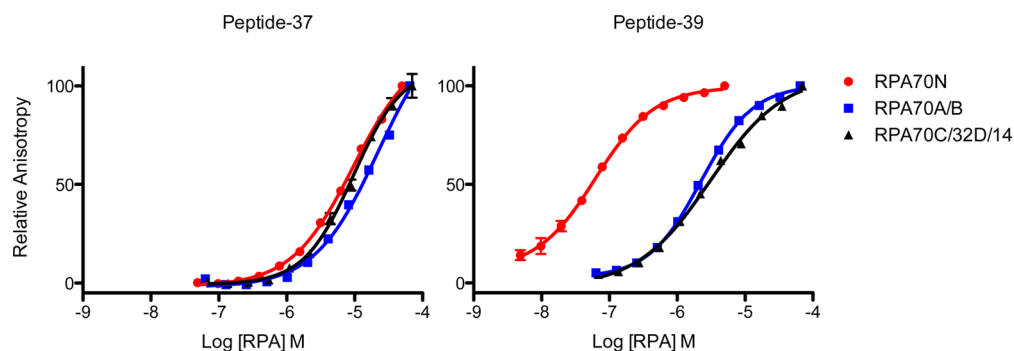 Peptide-37
Peptide-39
Relative Anisotropy
100
50
0
-9
-8
-7
-6
-5
-4
Log [RPA] M
100
50
0
-9
-8
-7
-6
-5
-4
Log [RPA] M
RPA70N
RPA70A/B
RPA70C/32D/14